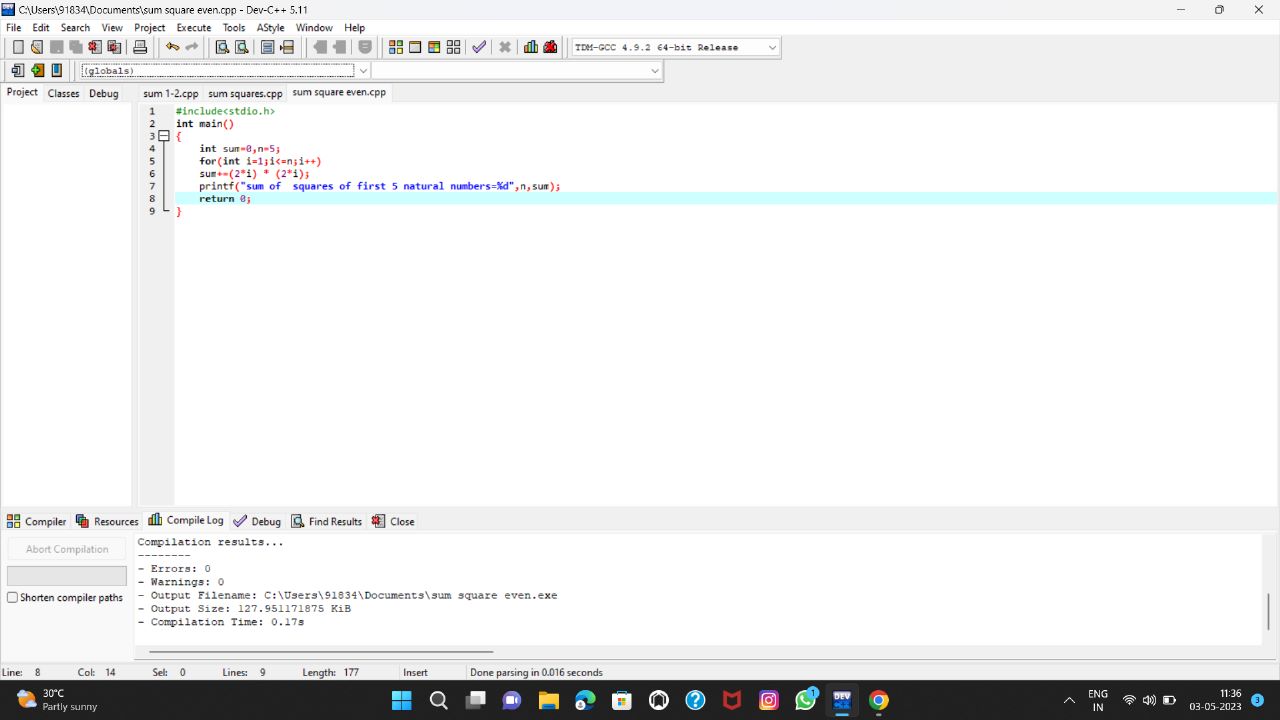 C:\Users\91834\Documents\sum square even.cpp - Dev-C++ 5.11
File Edit Search View Project Execute Tools AStyle Window Help
TDM-GCC 4.9.2 64-bit Release
(globals)
Project Classes Debug sum 1-2.cpp sum squares.cpp sum square even.cpp
1 #include<stdio.h>
2 int main()
3 {
4 int sum=0,n=5;
5 for(int i=1;i<=n;i++)
6 sum+=(2*i) * (2*i);
7 printf("sum of  squares of first 5 natural numbers=%d",n,sum);
8 return 0;
9 }
Compiler Resources Compile Log Debug Find Results Close
Abort Compilation
Shorten compiler paths
Compilation results...
--------
- Errors: 0
- Warnings: 0
- Output Filename: C:\Users\91834\Documents\sum square even.exe
- Output Size: 127.951171875 KiB
- Compilation Time: 0.17s
Line: 8 Col: 14 Sel: 0 Lines: 9 Length: 177 Insert Done parsing in 0.016 seconds
30°C
Partly sunny
1
DEV
C++
ENG
IN
11:36
03-05-2023
3